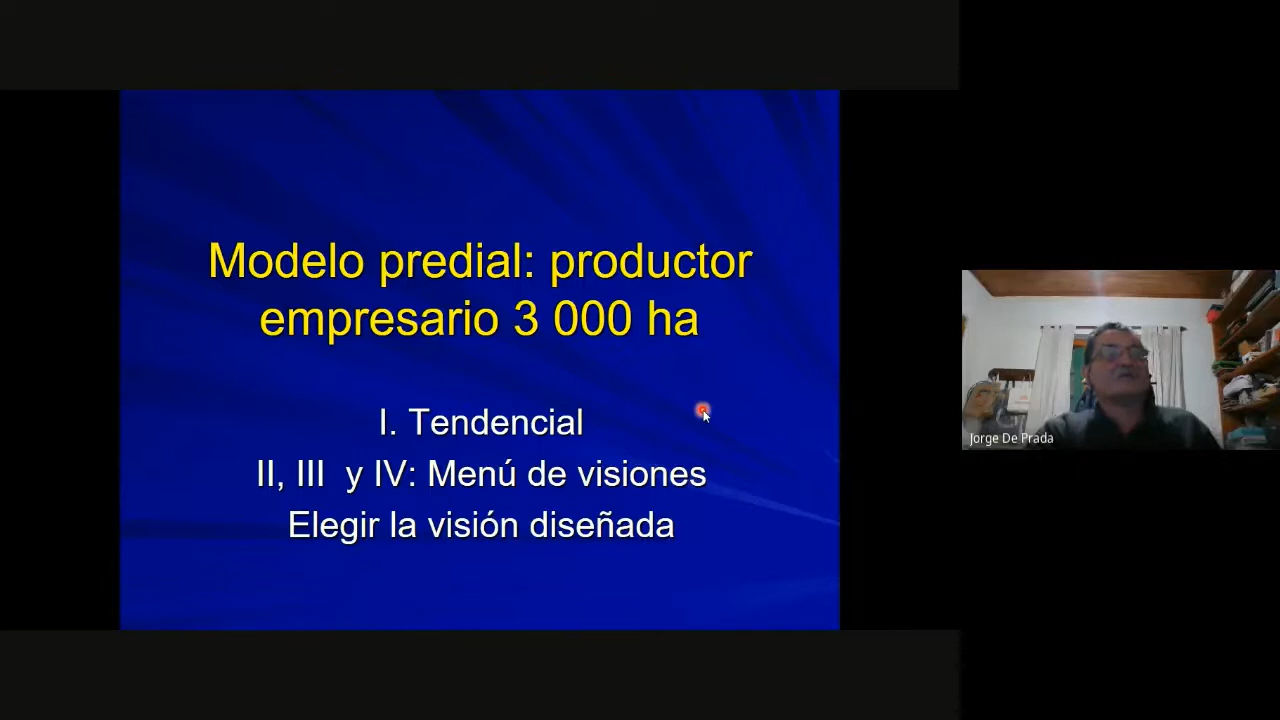 Modelo predial: productor
empresario 3 000 ha
I. Tendencial
II, III y IV: Menú de visiones
Elegir la visión diseñada
Jorge De Prada